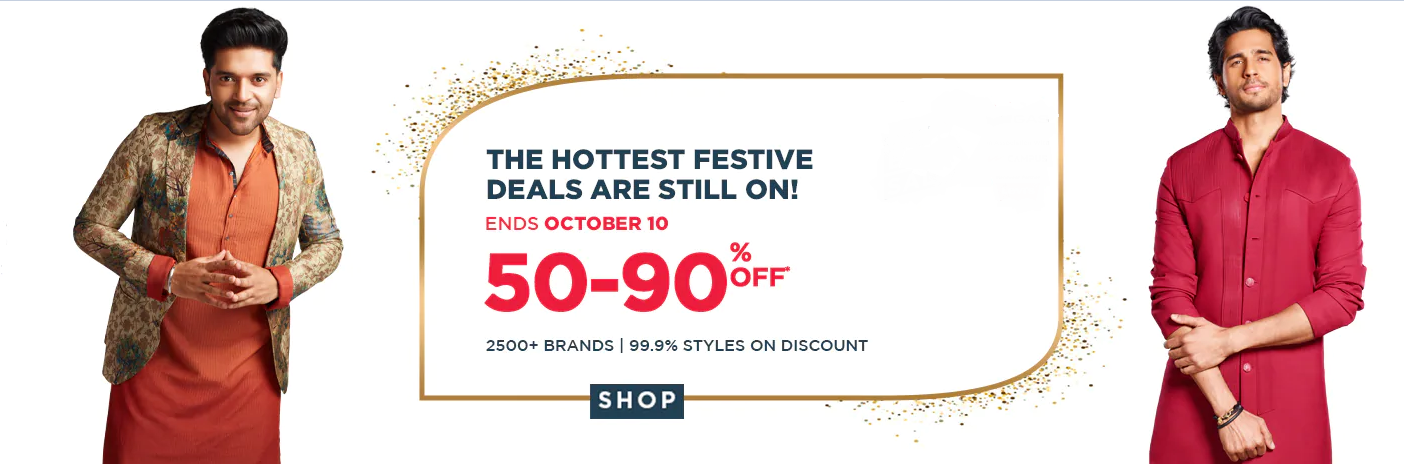 THE HOTTEST FESTIVE
DEALS ARE STILL ON!
ENDS OCTOBER 10
50-90% OFF*
2500+ BRANDS | 99.9% STYLES ON DISCOUNT
SHOP